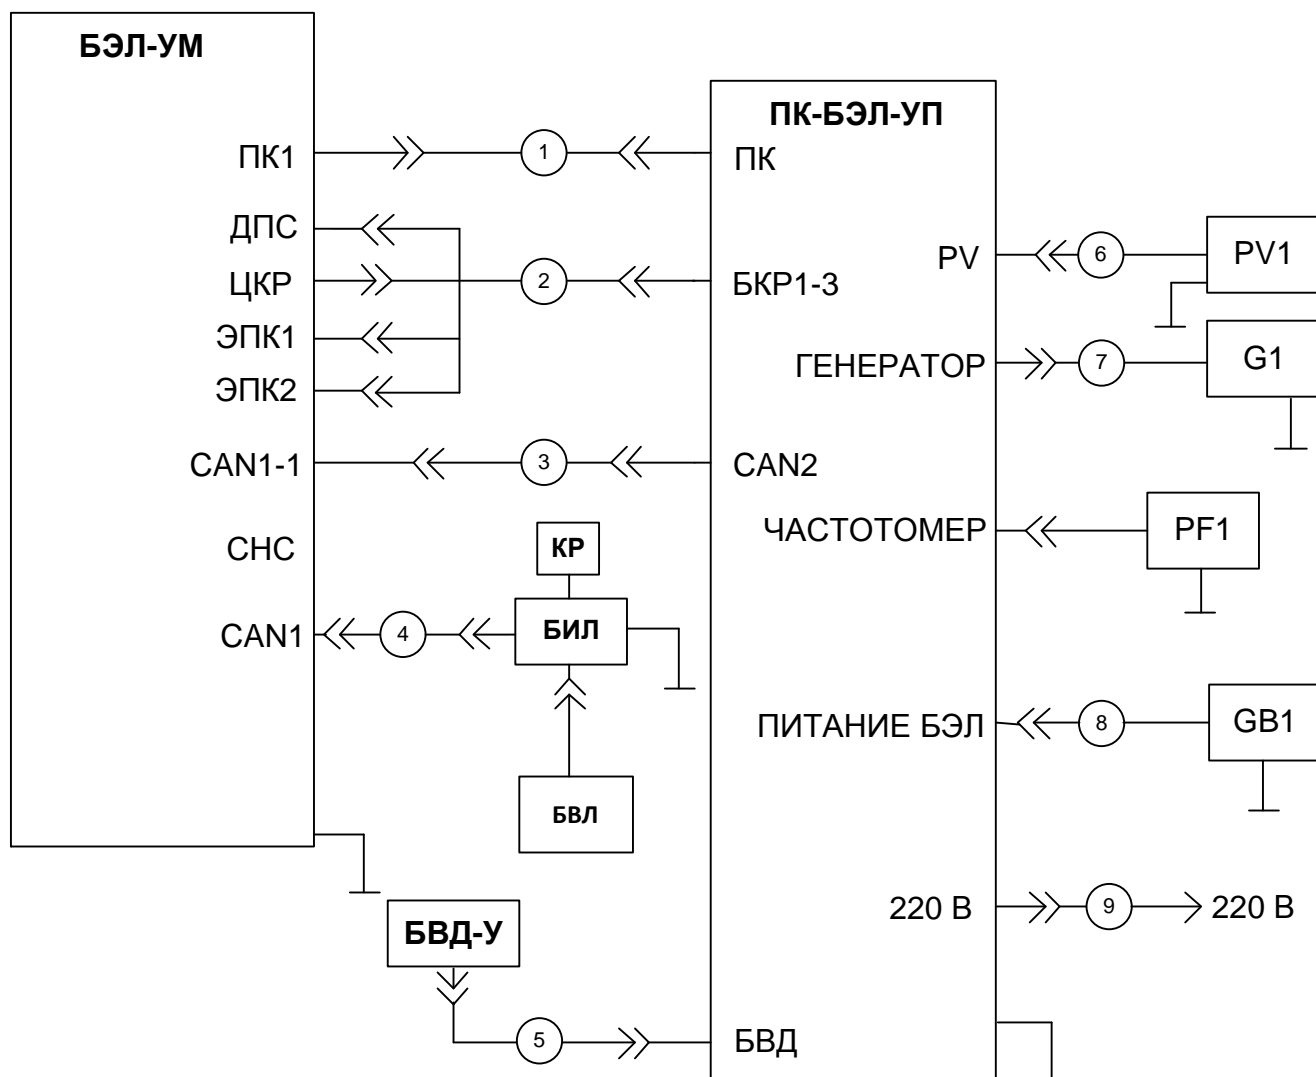 БЭЛ-УМ
ПК-БЭЛ-УП
ПК1
1
ПК
ДПС
ЦКР
2
БКР1-3
ЭПК1
ЭПК2
PV
6
PV1
ГЕНЕРАТОР
7
G1
CAN1-1
3
CAN2
СНС
КР
ЧАСТОТОМЕР
PF1
CAN1
4
БИЛ
ПИТАНИЕ БЭЛ
8
GB1
БВЛ
220 В
9
220 В
БВД-У
5
БВД